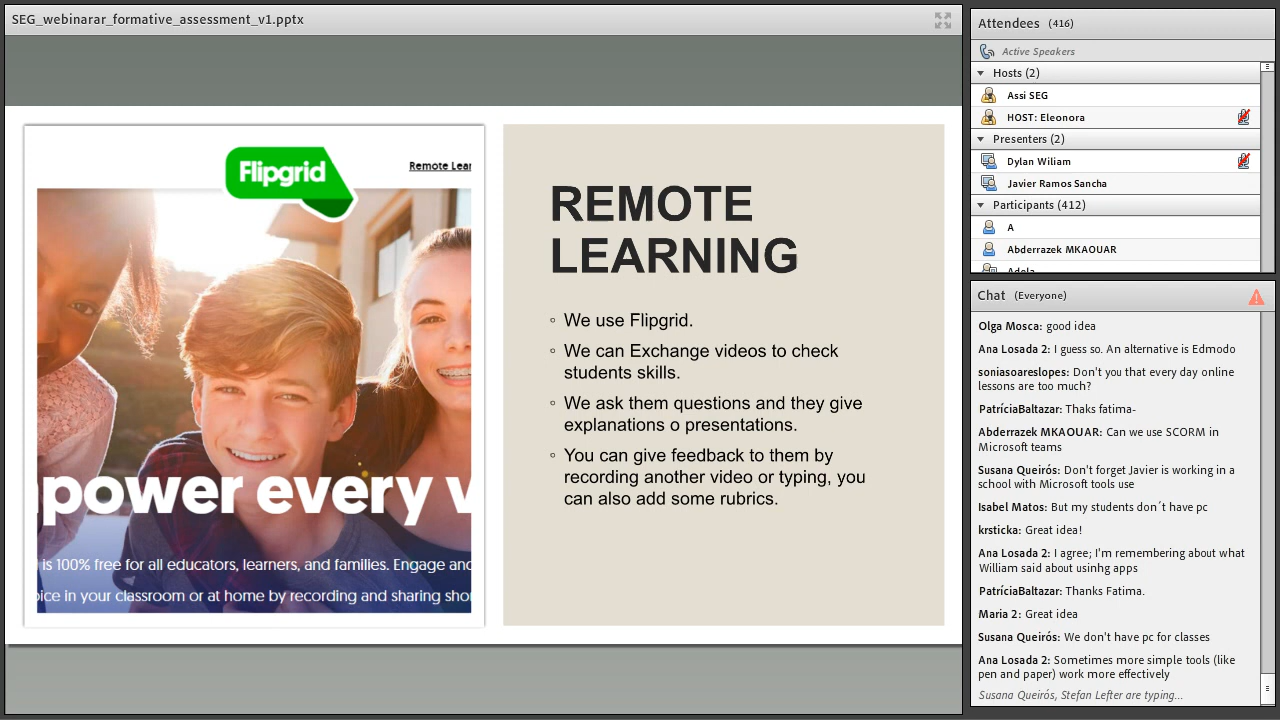 SEG_webinarar_formative_assessment_v1.pptx
Flipgrid
Remote Lear
power every
is 100% free for all educators, learners, and families. Engage and
oice in your classroom or at home by recording and sharing shor
REMOTE
LEARNING
◦ We use Flipgrid.
◦ We can Exchange videos to check
students skills.
◦ We ask them questions and they give
explanations o presentations.
◦ You can give feedback to them by
recording another video or typing, you
can also add some rubrics.
Attendees (416)
Active Speakers
Hosts (2)
Assi SEG
HOST: Eleonora
Presenters (2)
Dylan Wiliam
Javier Ramos Sancha
Participants (412)
A
Abderrazek MKAOUAR
Adela
Chat (Everyone)
Olga Mosca: good idea
Ana Losada 2: I guess so. An alternative is Edmodo
soniasoareslopes: Don't you that every day online
lessons are too much?
PatríciaBaltazar: Thaks fatima-
Abderrazek MKAOUAR: Can we use SCORM in
Microsoft teams
Susana Queirós: Don't forget Javier is working in a
school with Microsoft tools use
Isabel Matos: But my students don´t have pc
krsticka: Great idea!
Ana Losada 2: I agree; I'm remembering about what
William said about usinhg apps
PatríciaBaltazar: Thanks Fatima.
Maria 2: Great idea
Susana Queirós: We don't have pc for classes
Ana Losada 2: Sometimes more simple tools (like
pen and paper) work more effectively
Susana Queirós, Stefan Lefter are typing...